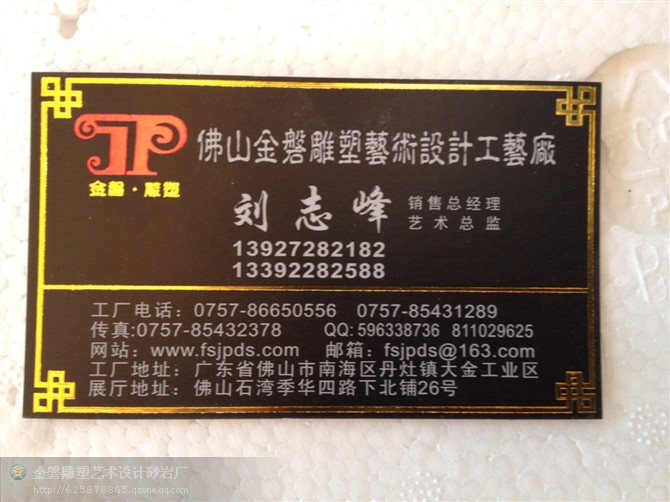 佛山金磐雕塑藝術設計工藝廠
金磐·雕塑
刘志峰 销售总经理
艺术总监
13927282182
13392282588
工厂电话：0757-86650556 0757-85431289
传真:0757-85432378 QQ: 596338736 811029625
网站：www.fsjpds.com 邮箱：fsjpds@163.com
工厂地址：广东省佛山市南海区丹灶镇大金工业区
展厅地址：佛山石湾季华四路下北铺26号
金磐雕塑艺术设计砂岩厂
http://625878865.qzone.qq.com